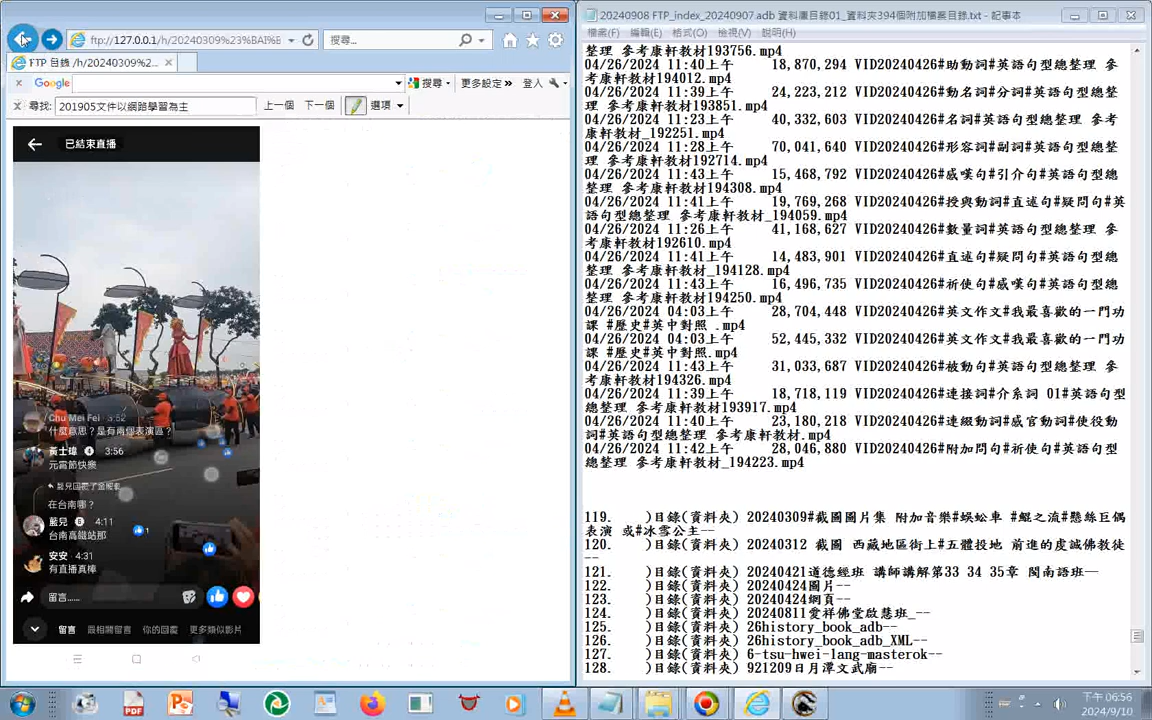 ftp://127.0.0.1/h/20240309%23%BAI%E
搜尋...
FTP 目錄 /h/20240309%2...
Google
搜尋
更多設定 »
登入
尋找: 201905文件以網路學習為主
上一個 下一個
選項
已結束直播
Chu Mei Fei 3:52
什麼意思？是有兩個表演區？
黃士瑋 3:56
元宵節快樂
在台南哪？
藍兒 4:11
台南高鐵站那
1
安安 4:31
有直播真棒
留言......
留言 最相關留言 你的回覆 更多類似影片
20240908 FTP_index_20240907.adb 資料庫目錄01_資料夾394個附加檔案目錄.txt - 記事本
檔案(F) 編輯(E) 格式(O) 檢視(V) 說明(H)
整理 參考康軒教材193756.mp4
04/26/2024 11:40上午 18,870,294 VID20240426#助動詞#英語句型總整理 參
考康軒教材194012.mp4
04/26/2024 11:39上午 24,223,212 VID20240426#動名詞#分詞#英語句型總整
理 參考康軒教材193851.mp4
04/26/2024 11:23上午 40,332,603 VID20240426#名詞#英語句型總整理 參考
康軒教材_192251.mp4
04/26/2024 11:28上午 70,041,640 VID20240426#形容詞#副詞#英語句型總整
理 參考康軒教材192714.mp4
04/26/2024 11:43上午 15,468,792 VID20240426#感嘆句#引介句#英語句型總
整理 參考康軒教材194308.mp4
04/26/2024 11:41上午 19,769,268 VID20240426#授與動詞#直述句#疑問句#英
語句型總整理 參考康軒教材_194059.mp4
04/26/2024 11:26上午 41,168,627 VID20240426#數量詞#英語句型總整理 參
考康軒教材192610.mp4
04/26/2024 11:41上午 14,483,901 VID20240426#直述句#疑問句#英語句型總
整理 參考康軒教材_194128.mp4
04/26/2024 11:43上午 16,496,735 VID20240426#祈使句#感嘆句#英語句型總
整理 參考康軒教材194250.mp4
04/26/2024 04:03上午 28,704,448 VID20240426#英文作文#我最喜歡的一門功
課 #歷史#英中對照 .mp4
04/26/2024 04:03上午 52,445,332 VID20240426#英文作文#我最喜歡的一門功
課 #歷史#英中對照.mp4
04/26/2024 11:43上午 31,033,687 VID20240426#被動句#英語句型總整理 參
考康軒教材194326.mp4
04/26/2024 11:39上午 18,718,119 VID20240426#連接詞#介系詞 01#英語句型
總整理 參考康軒教材193917.mp4
04/26/2024 11:40上午 23,180,218 VID20240426#連綴動詞#感官動詞#使役動
詞#英語句型總整理 參考康軒教材.mp4
04/26/2024 11:42上午 28,046,880 VID20240426#附加問句#祈使句#英語句型
總整理 參考康軒教材_194223.mp4
119. )目錄(資料夾) 20240309#截圖圖片集 附加音樂#蜈蚣車 #鯤之流#懸絲巨偶
表演 或#冰雪公主--
120. )目錄(資料夾) 20240312 截圖 西藏地區街上#五體投地 前進的虔誠佛教徒
--
121. )目錄(資料夾) 20240421道德經班 講師講解第33 34 35章 閩南語班—
122. )目錄(資料夾) 20240424圖片--
123. )目錄(資料夾) 20240424網頁--
124. )目錄(資料夾) 20240811愛祥佛堂啟慧班_--
125. )目錄(資料夾) 26history_book_adb--
126. )目錄(資料夾) 26history_book_adb_XML--
127. )目錄(資料夾) 6-tsu-hwei-lang-masterok--
128. )目錄(資料夾) 921209日月潭文武廟--
下午 06:56
2024/9/10